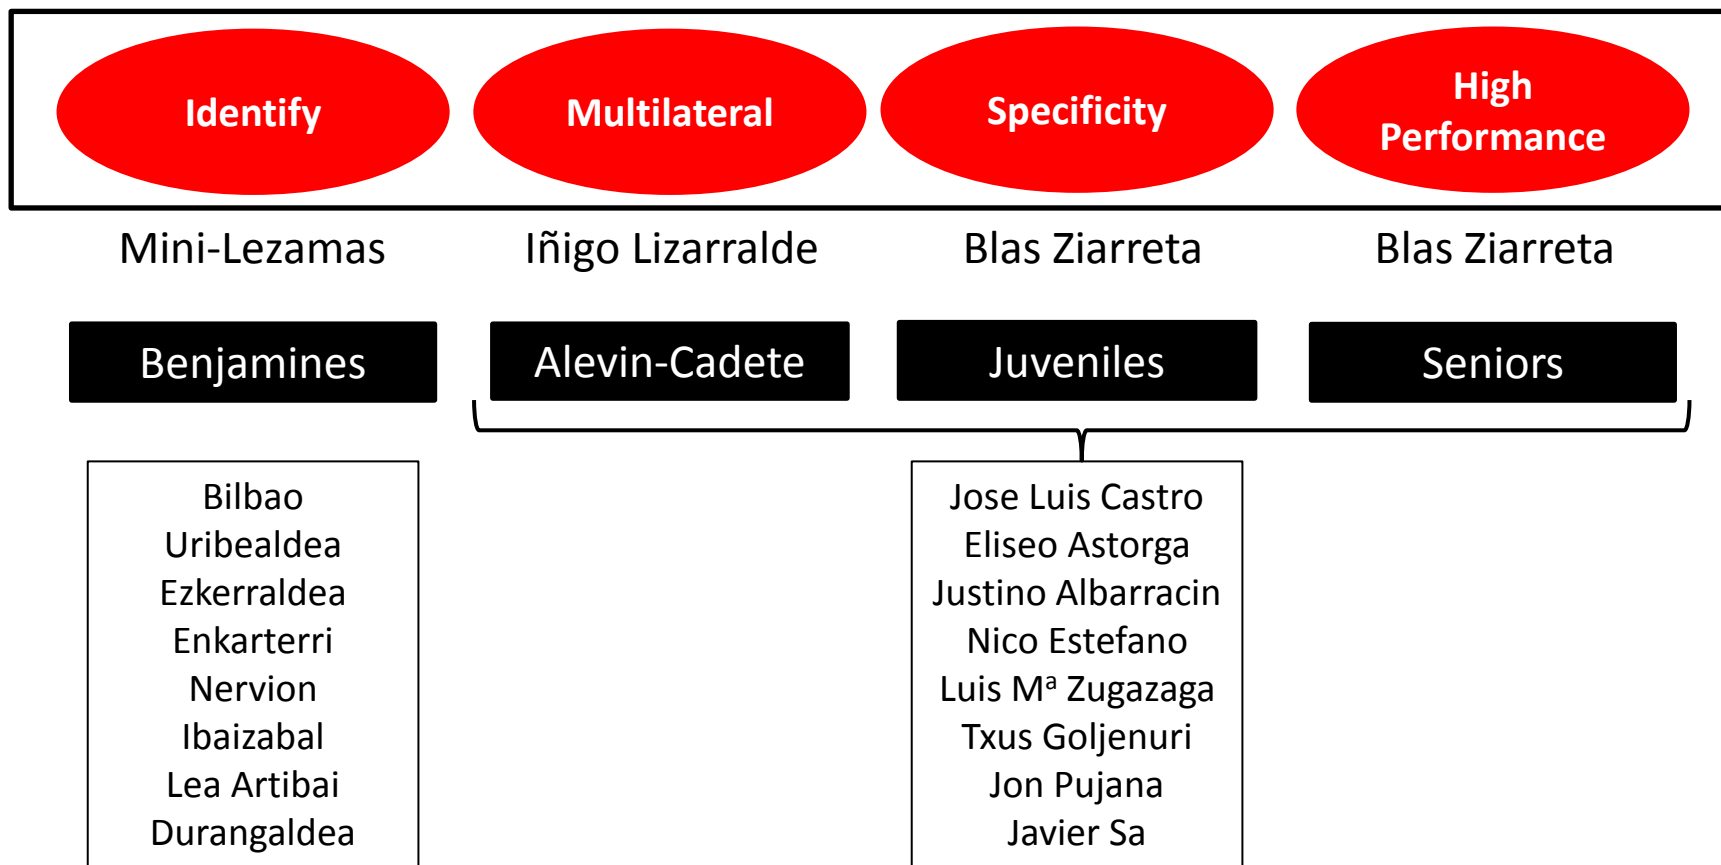 Identify
Multilateral
Specificity
High
Performance
Mini-Lezamas
Iñigo Lizarralde
Blas Ziarreta
Blas Ziarreta
Benjamines
Alevin-Cadete
Juveniles
Seniors
Bilbao
Uribealdea
Ezkerraldea
Enkarterri
Nervion
Ibaizabal
Lea Artibai
Durangaldea
Jose Luis Castro
Eliseo Astorga
Justino Albarracin
Nico Estefano
Luis Mª Zugazaga
Txus Goljenuri
Jon Pujana
Javier Sa